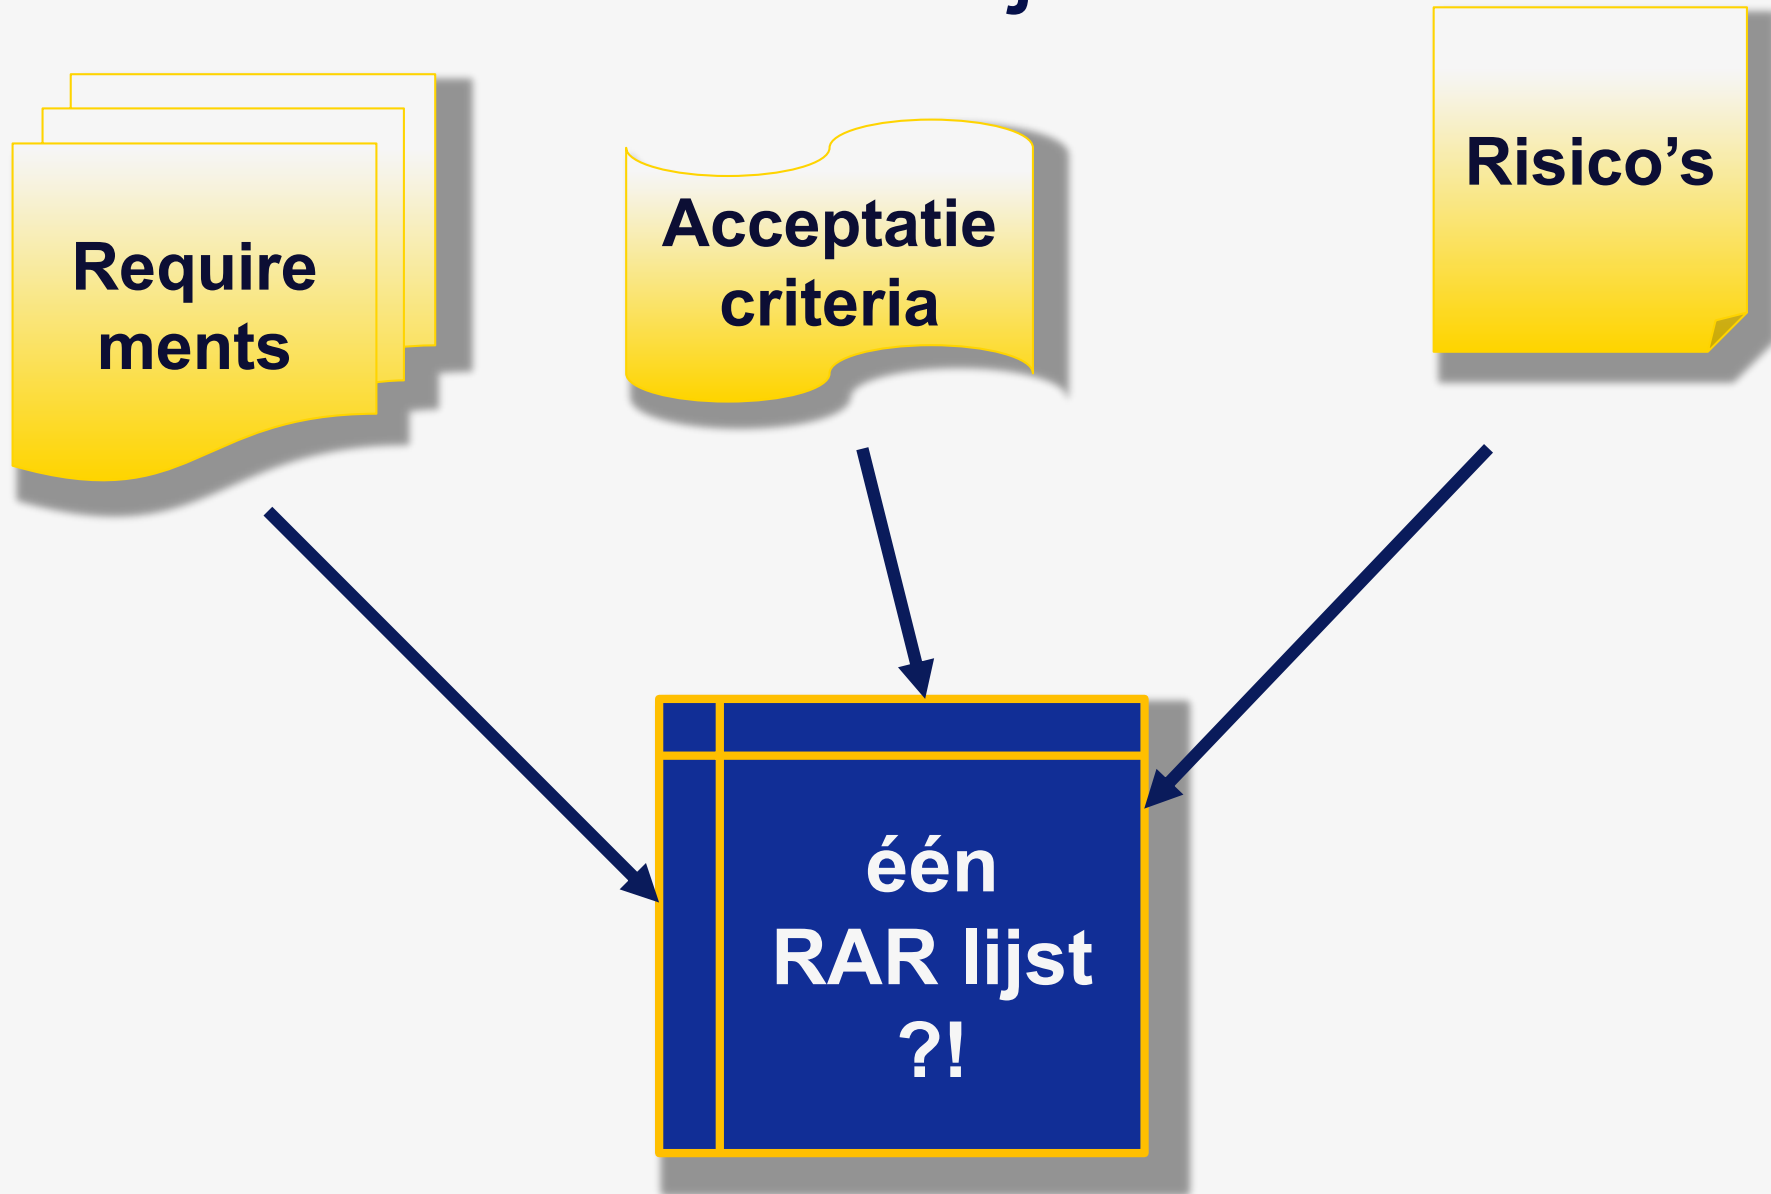 Require
ments
Acceptatie
criteria
Risico’s
één
RAR lijst
?!